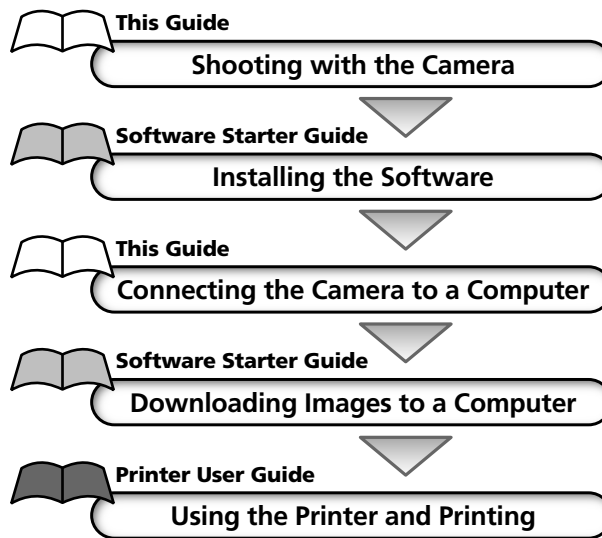 This Guide
Shooting with the Camera
Software Starter Guide
Installing the Software
This Guide
Connecting the Camera to a Computer
Software Starter Guide
Downloading Images to a Computer
Printer User Guide
Using the Printer and Printing